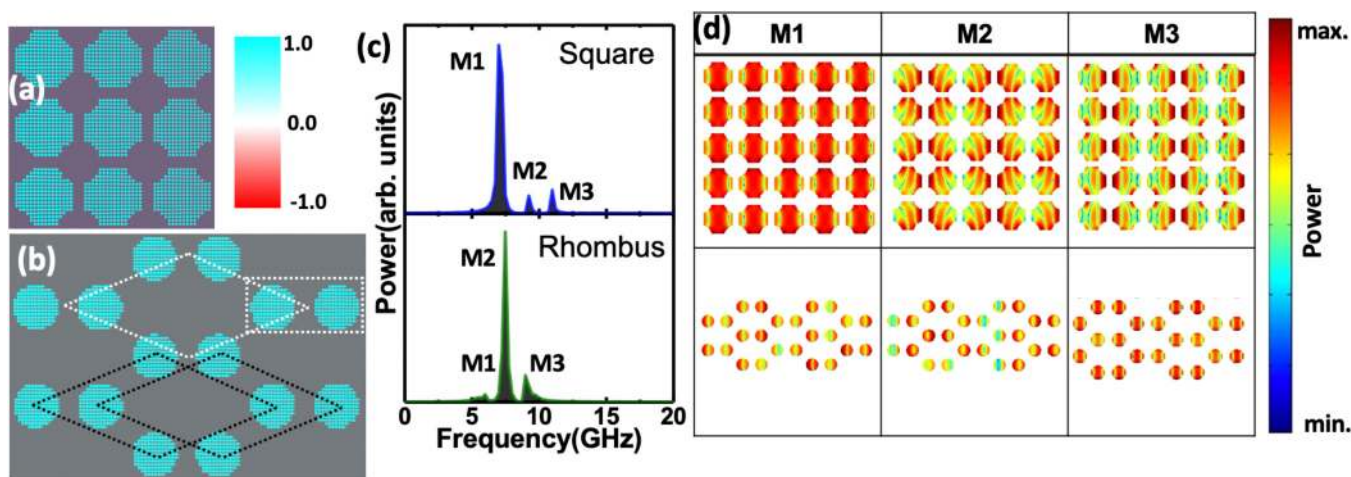 (a)
1.0
0.0
-1.0
(b)
(c)
Power(arb. units)
M1
Square
M2
M3
M2
Rhombus
M1
M3
0 5 10 15 20
Frequency(GHz)
(d)
M1 M2 M3
max.
Power
min.